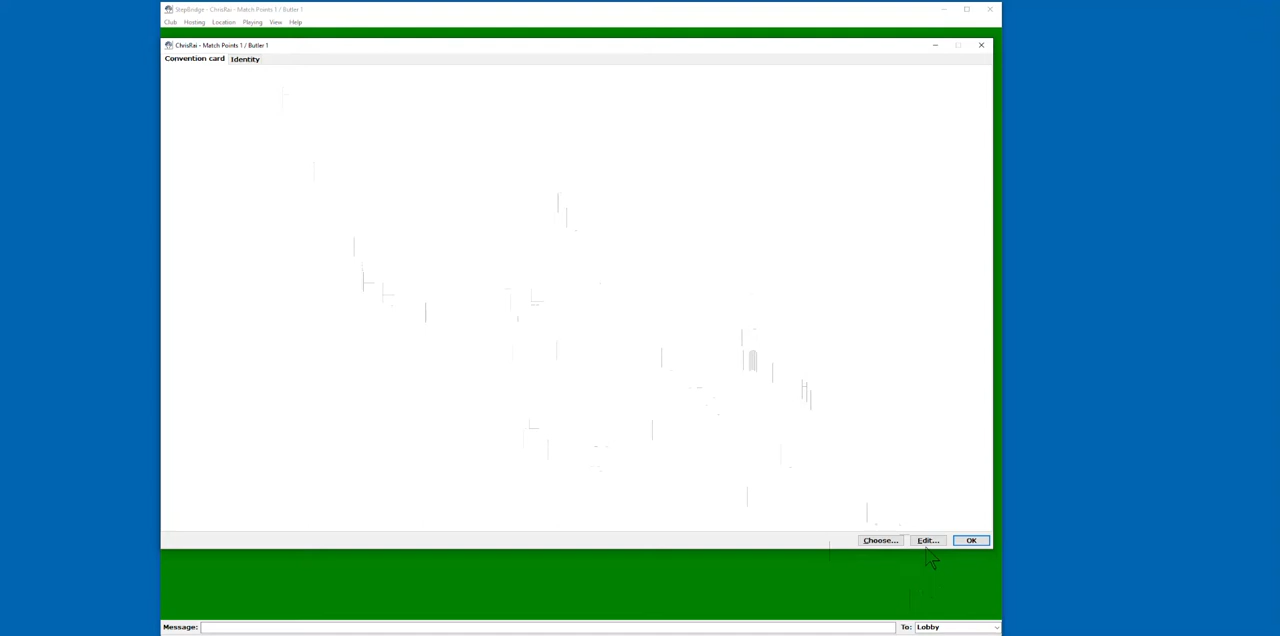 StepBridge - ChrisRai - Match Points 1 / Butler 1
Club Hosting Location Playing View Help
ChrisRai - Match Points 1 / Butler 1
Convention card Identity
Choose... Edit... OK
Message: To: Lobby